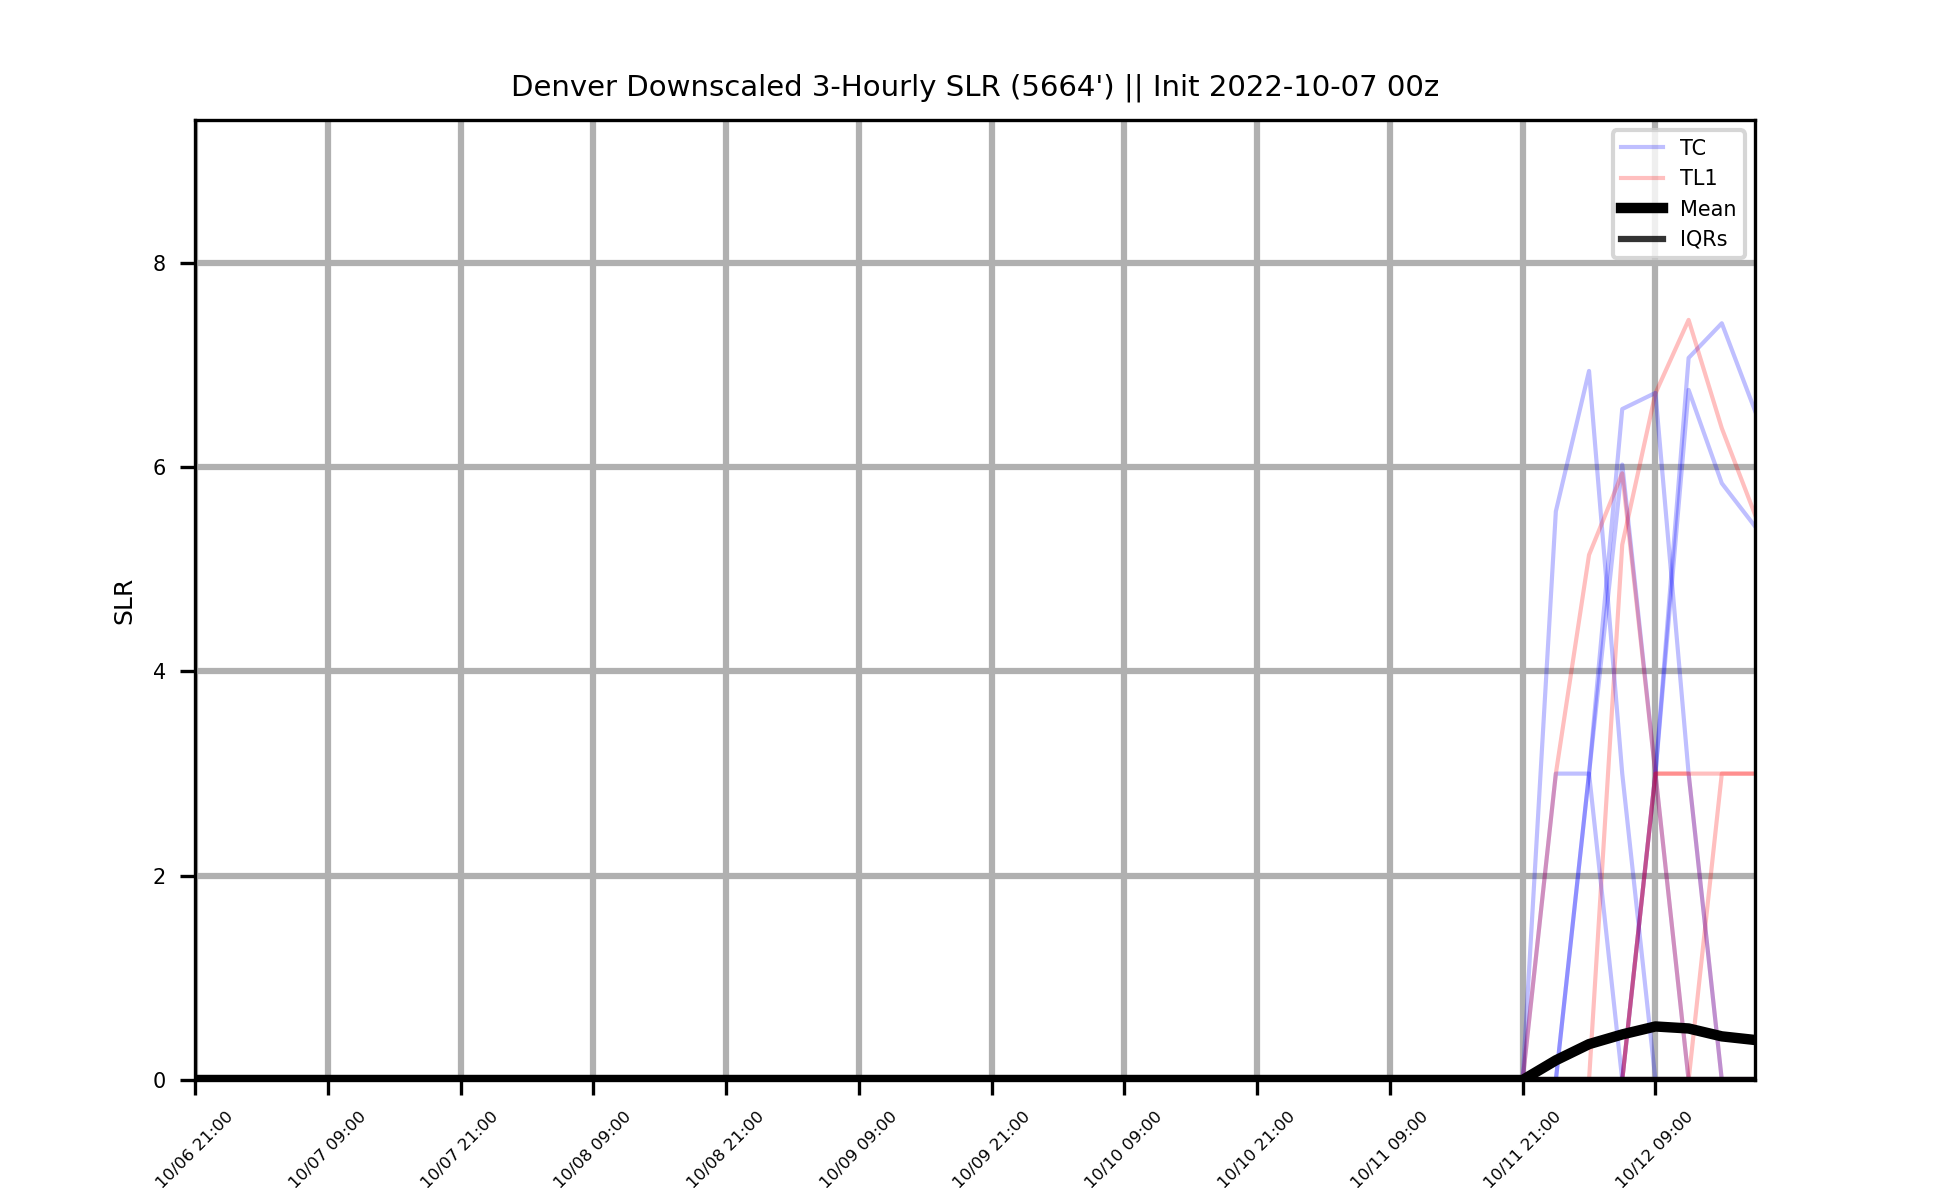 Denver Downscaled 3-Hourly SLR (5664') || Init 2022-10-07 00z
TC
TL1
Mean
IQRs
SLR
8
6
4
2
0
10/06 21:00
10/07 09:00
10/07 21:00
10/08 09:00
10/08 21:00
10/09 09:00
10/09 21:00
10/10 09:00
10/10 21:00
10/11 09:00
10/11 21:00
10/12 09:00